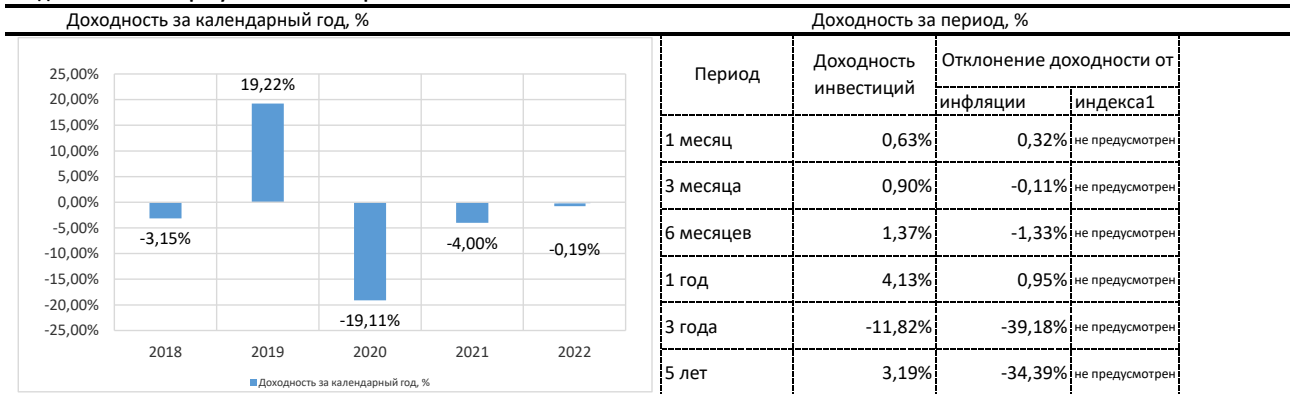 Доходность за календарный год, %
Доходность за период, %
25,00%
20,00%
15,00%
10,00%
5,00%
0,00%
-5,00%
-10,00%
-15,00%
-20,00%
-25,00%
-3,15%
19,22%
-19,11%
-4,00%
-0,19%
2018 2019 2020 2021 2022
Доходность за календарный год, %
Период Доходность инвестиций Отклонение доходности от
инфляции индекса1
1 месяц 0,63% 0,32% не предусмотрен
3 месяца 0,90% -0,11% не предусмотрен
6 месяцев 1,37% -1,33% не предусмотрен
1 год 4,13% 0,95% не предусмотрен
3 года -11,82% -39,18% не предусмотрен
5 лет 3,19% -34,39% не предусмотрен